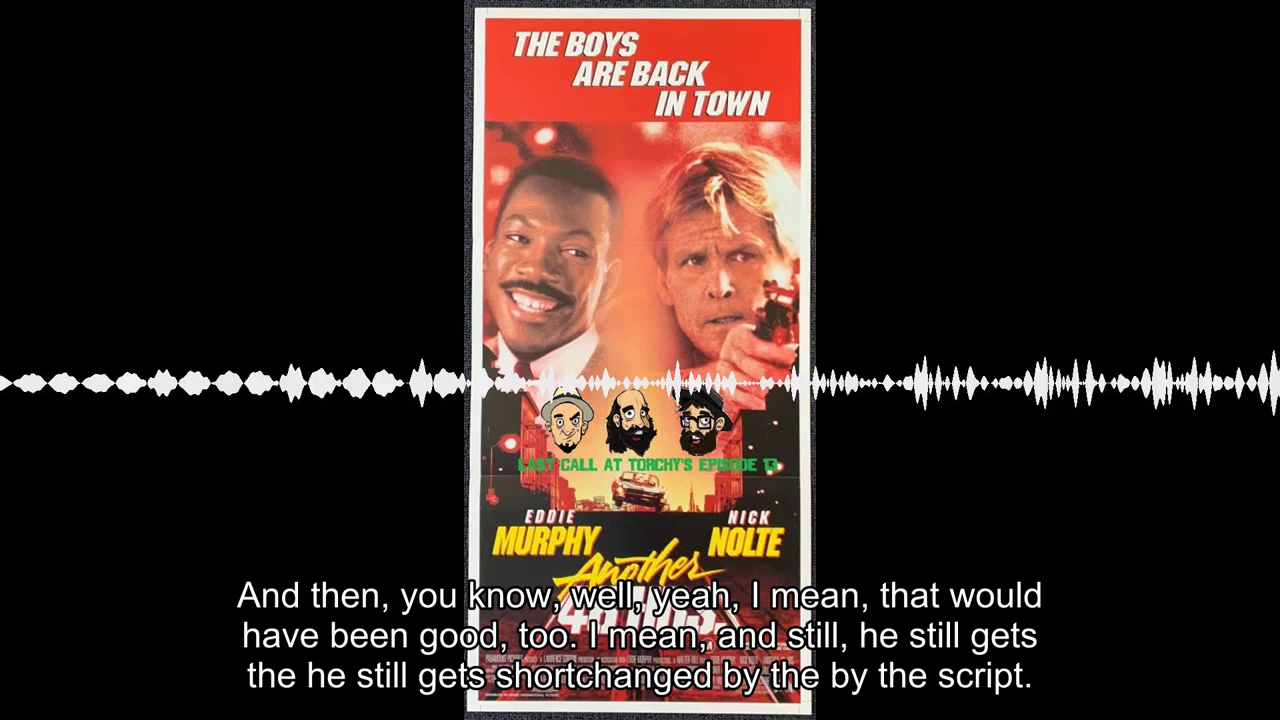 THE BOYS
ARE BACK
IN TOWN
LAST CALL AT TORCHY'S EPISODE 13
EDDIE
MURPHY
NICK
NOLTE
Another
And then, you know, well, yeah, I mean, that would
have been good, too. I mean, and still, he still gets
the he still gets shortchanged by the by the script.